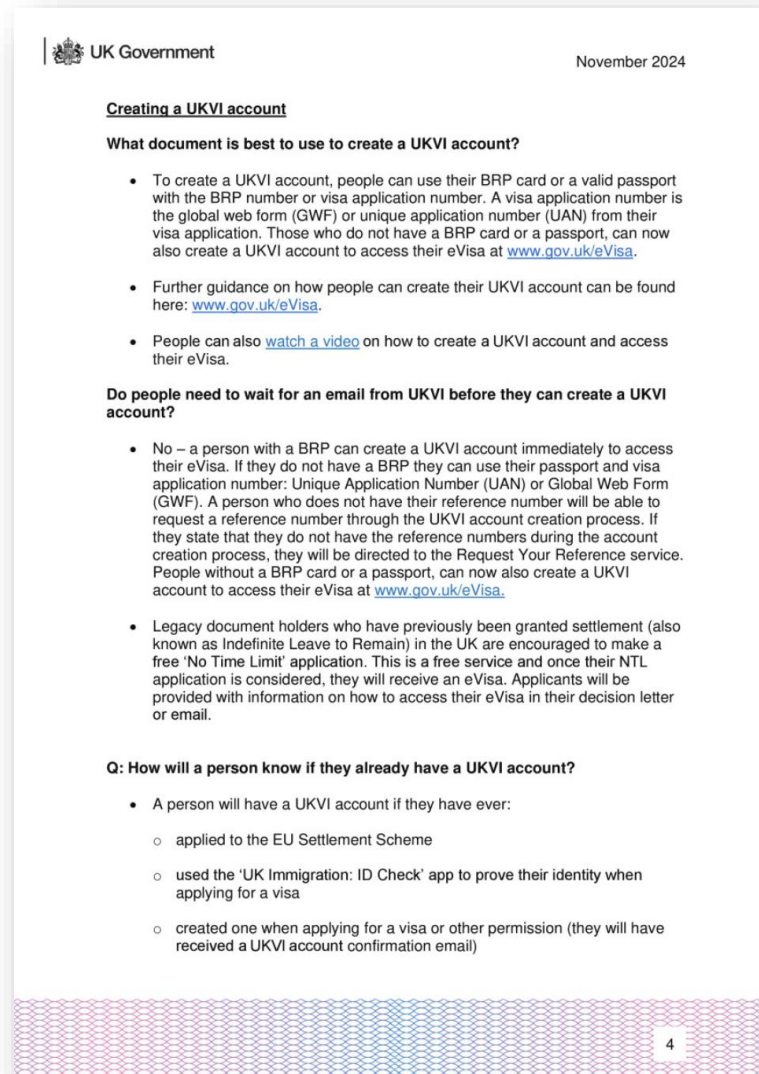 UK Government
November 2024
Creating a UKVI account
What document is best to use to create a UKVI account?
• To create a UKVI account, people can use their BRP card or a valid passport
with the BRP number or visa application number. A visa application number is
the global web form (GWF) or unique application number (UAN) from their
visa application. Those who do not have a BRP card or a passport, can now
also create a UKVI account to access their eVisa at www.gov.uk/eVisa.
• Further guidance on how people can create their UKVI account can be found
here: www.gov.uk/eVisa.
• People can also watch a video on how to create a UKVI account and access
their eVisa.
Do people need to wait for an email from UKVI before they can create a UKVI
account?
• No – a person with a BRP can create a UKVI account immediately to access
their eVisa. If they do not have a BRP they can use their passport and visa
application number: Unique Application Number (UAN) or Global Web Form
(GWF). A person who does not have their reference number will be able to
request a reference number through the UKVI account creation process. If
they state that they do not have the reference numbers during the account
creation process, they will be directed to the Request Your Reference service.
People without a BRP card or a passport, can now also create a UKVI
account to access their eVisa at www.gov.uk/eVisa.
• Legacy document holders who have previously been granted settlement (also
known as Indefinite Leave to Remain) in the UK are encouraged to make a
free ‘No Time Limit’ application. This is a free service and once their NTL
application is considered, they will receive an eVisa. Applicants will be
provided with information on how to access their eVisa in their decision letter
or email.
Q: How will a person know if they already have a UKVI account?
• A person will have a UKVI account if they have ever:
○ applied to the EU Settlement Scheme
○ used the ‘UK Immigration: ID Check’ app to prove their identity when
applying for a visa
○ created one when applying for a visa or other permission (they will have
received a UKVI account confirmation email)
4